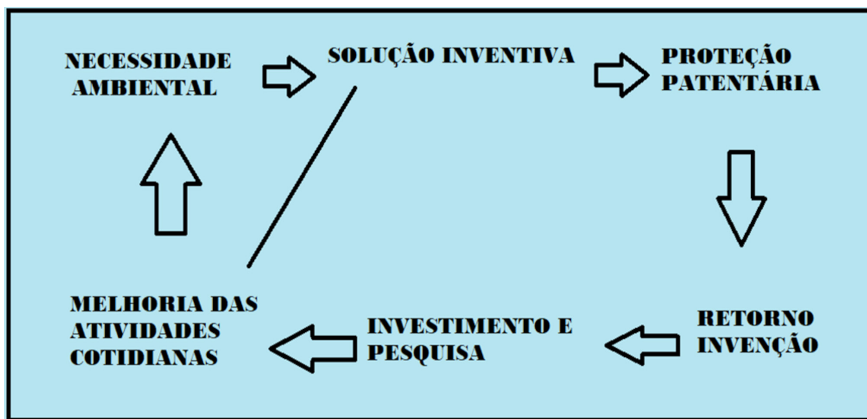 NECESSIDADE
AMBIENTAL
SOLUÇÃO INVENTIVA
PROTEÇÃO
PATENTÁRIA
MELHORIA DAS
ATIVIDADES
COTIDIANAS
INVESTIMENTO E
PESQUISA
RETORNO
INVENÇÃO